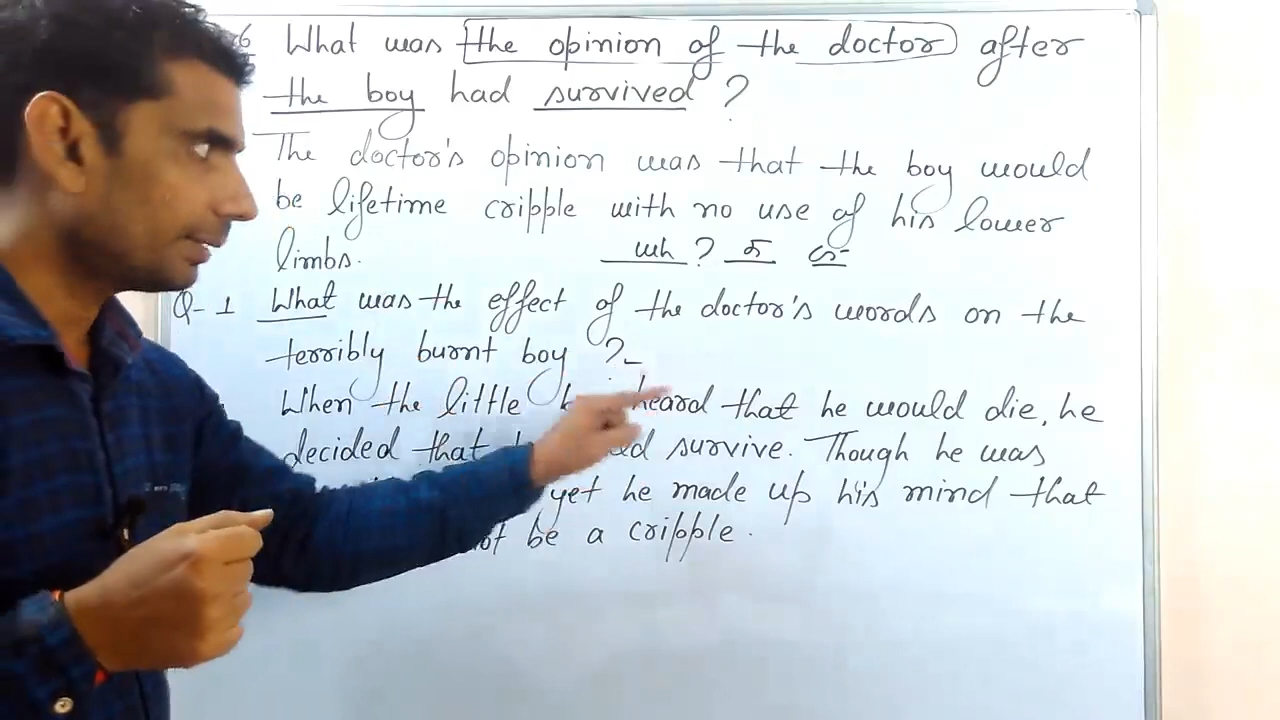 6 What was the opinion of the doctor after
the boy had survived ?
The doctor's opinion was that the boy would
be lifetime cripple with no use of his lower
limbs.
wh ?
Q- 1 What was the effect of the doctor's words on the
terribly burnt boy ?-
When the little heard that he would die, he
decided that survive. Though he was
yet he made up his mind that
be a cripple.